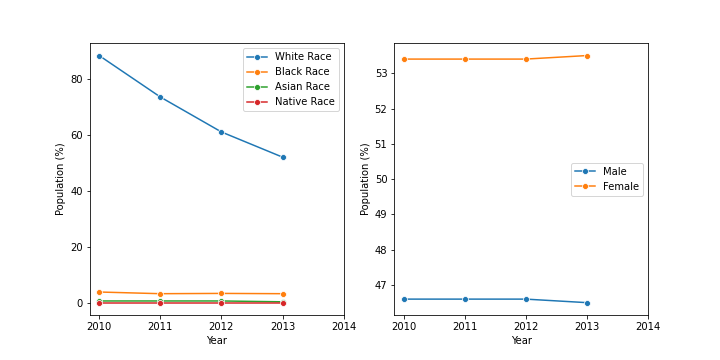 White Race
Black Race
Asian Race
Native Race
80
60
40
20
0
Population (%)
2010 2011 2012 2013 2014
Year
Male
Female
53
52
51
50
49
48
47
Population (%)
2010 2011 2012 2013 2014
Year